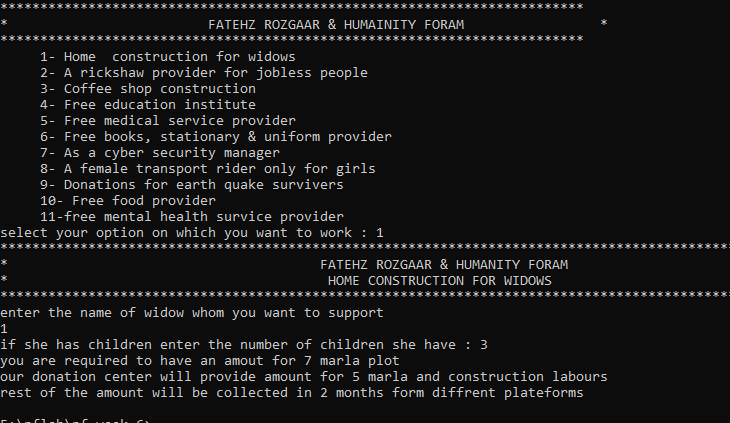 ***********************************************************************
* FATEHZ ROZGAAR & HUMAINITY FORAM *
***********************************************************************
1- Home  construction for widows
2- A rickshaw provider for jobless people
3- Coffee shop construction
4- Free education institute
5- Free medical service provider
6- Free books, stationary & uniform provider
7- As a cyber security manager
8- A female transport rider only for girls
9- Donations for earth quake survivers
10- Free food provider
11-free mental health survice provider
select your option on which you want to work : 1
*******************************************************************************************
* FATEHZ ROZGAAR & HUMANITY FORAM
* HOME CONSTRUCTION FOR WIDOWS
*******************************************************************************************
enter the name of widow whom you want to support
1
if she has children enter the number of children she have : 3
you are required to have an amout for 7 marla plot
our donation center will provide amount for 5 marla and construction labours
rest of the amount will be collected in 2 months form diffrent plateforms